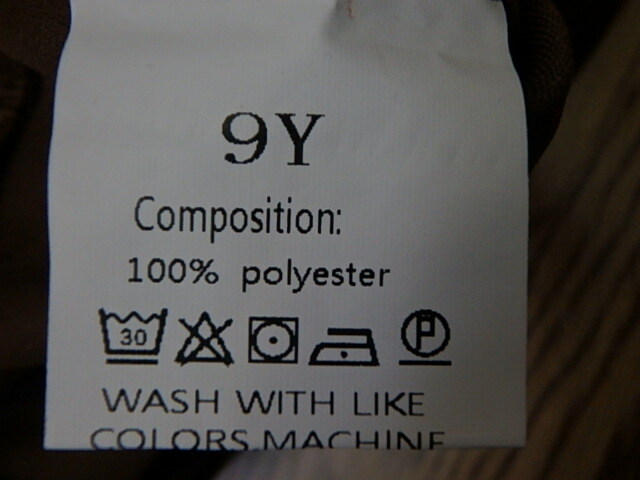 9Y
Composition:
100% polyester
30
P
WASH WITH LIKE
COLORS.MACHINE